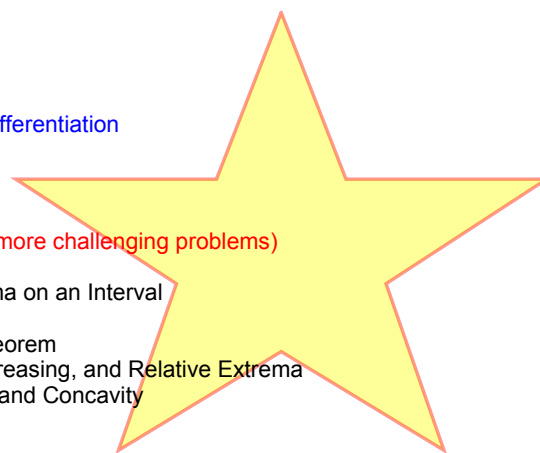 fferentiation
more challenging problems)
na on an Interval
eorem
reasing, and Relative Extrema
and Concavity